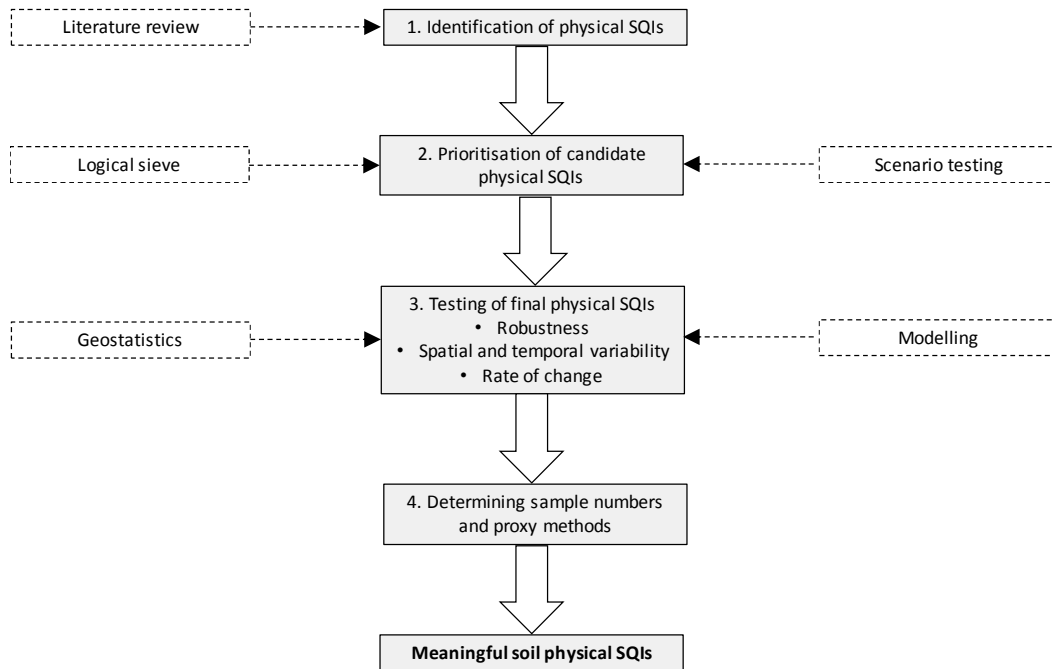 Literature review
1. Identification of physical SQIs
Logical sieve
2. Prioritisation of candidate
physical SQIs
Scenario testing
Geostatistics
3. Testing of final physical SQIs
• Robustness
• Spatial and temporal variability
• Rate of change
Modelling
4. Determining sample numbers
and proxy methods
Meaningful soil physical SQIs